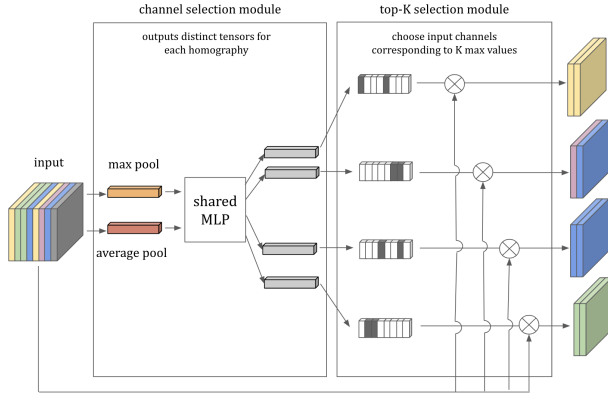 channel selection module
top-K selection module
outputs distinct tensors for
each homography
choose input channels
corresponding to K max values
input
max pool
shared
MLP
average pool